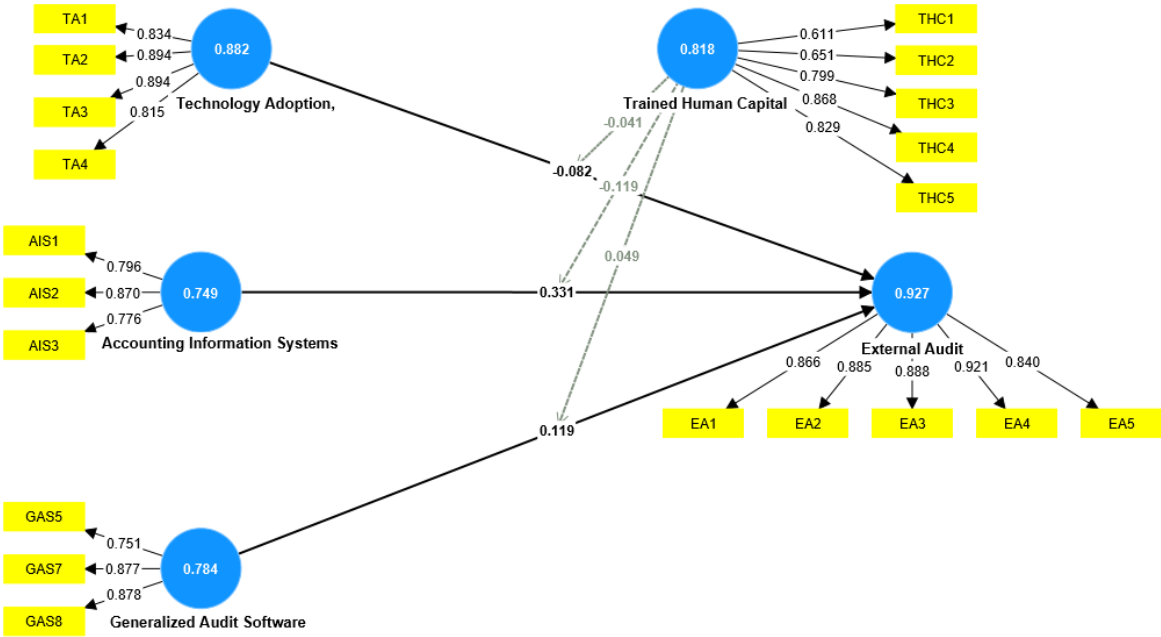 TA1
TA2
TA3
TA4
0.834
0.894
0.894
0.815
0.882
Technology Adoption,
0.818
Trained Human Capital
0.611
0.651
0.799
0.868
0.829
THC1
THC2
THC3
THC4
THC5
-0.041
-0.082
-0.119
0.049
AIS1
AIS2
AIS3
0.796
0.870
0.776
0.749
Accounting Information Systems
0.331
0.927
External Audit
0.866
0.885
0.888
0.921
0.840
EA1
EA2
EA3
EA4
EA5
0.119
GAS5
GAS7
GAS8
0.751
0.877
0.878
0.784
Generalized Audit Software